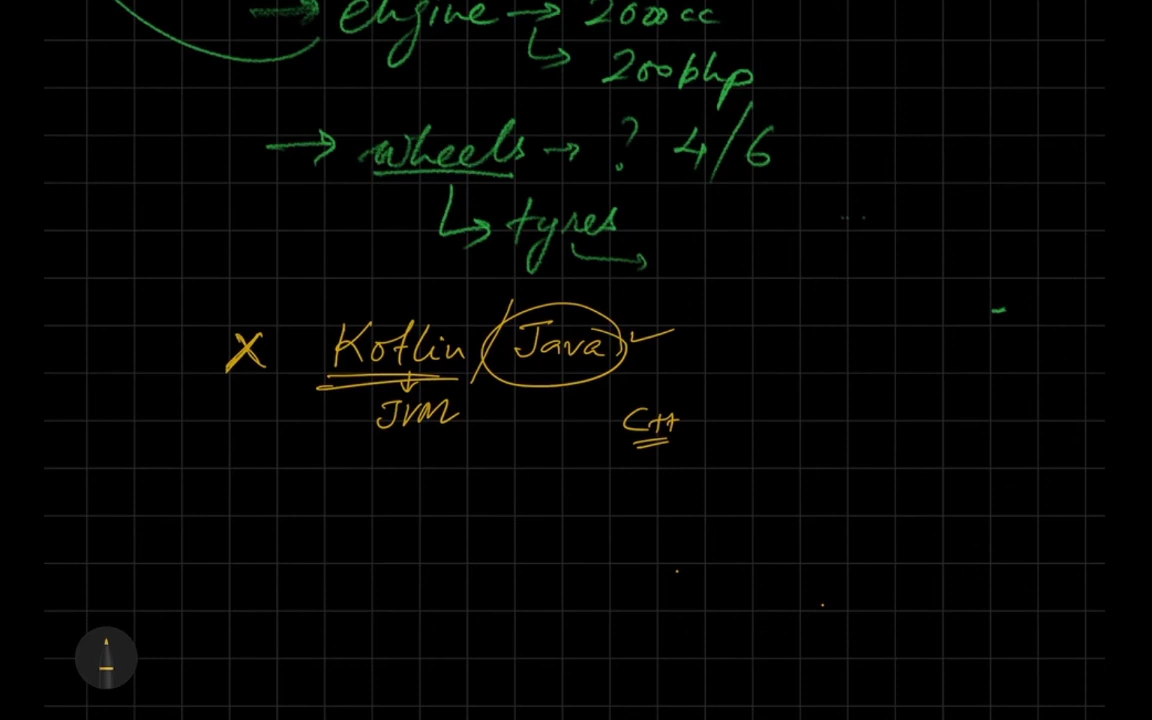 → engine → 2000cc
↳ 200bhp
→ wheels → ? 4/6
↳ tyres →
X Kotlin / Java ✓
JVM
C++